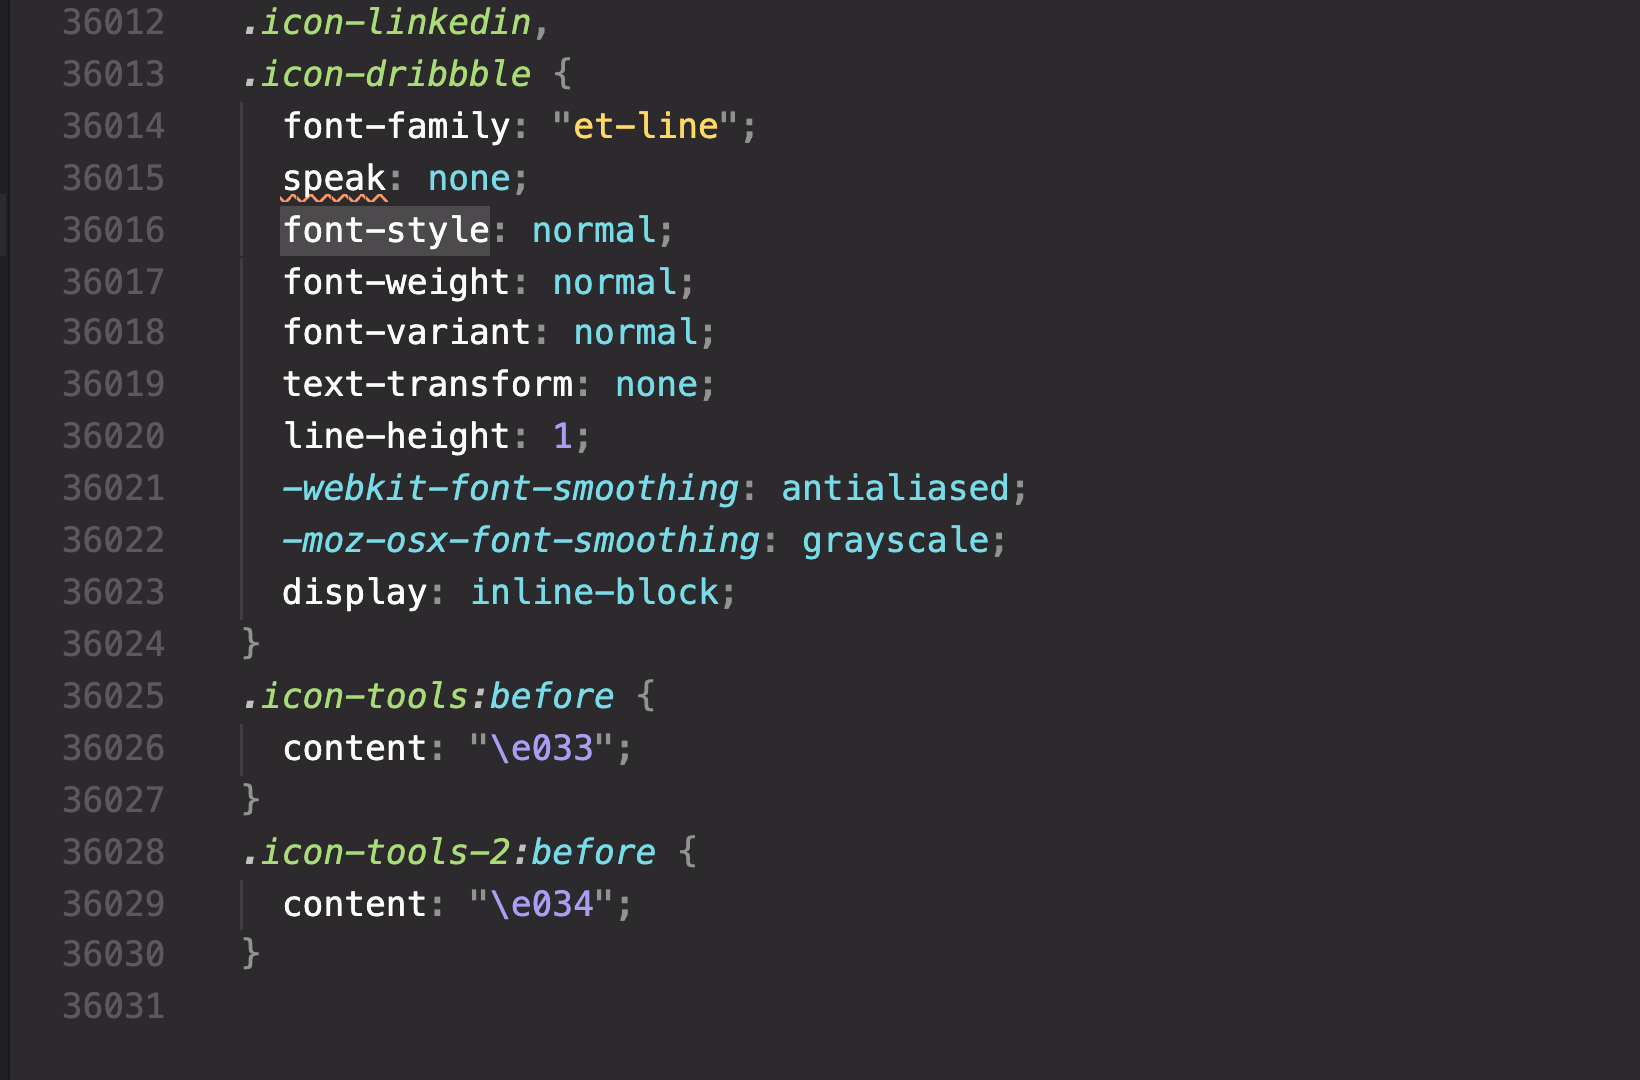 36012 .icon-linkedin,
36013 .icon-dribbble {
36014 font-family: "et-line";
36015 speak: none;
36016 font-style: normal;
36017 font-weight: normal;
36018 font-variant: normal;
36019 text-transform: none;
36020 line-height: 1;
36021 -webkit-font-smoothing: antialiased;
36022 -moz-osx-font-smoothing: grayscale;
36023 display: inline-block;
36024 }
36025 .icon-tools:before {
36026 content: "\e033";
36027 }
36028 .icon-tools-2:before {
36029 content: "\e034";
36030 }
36031